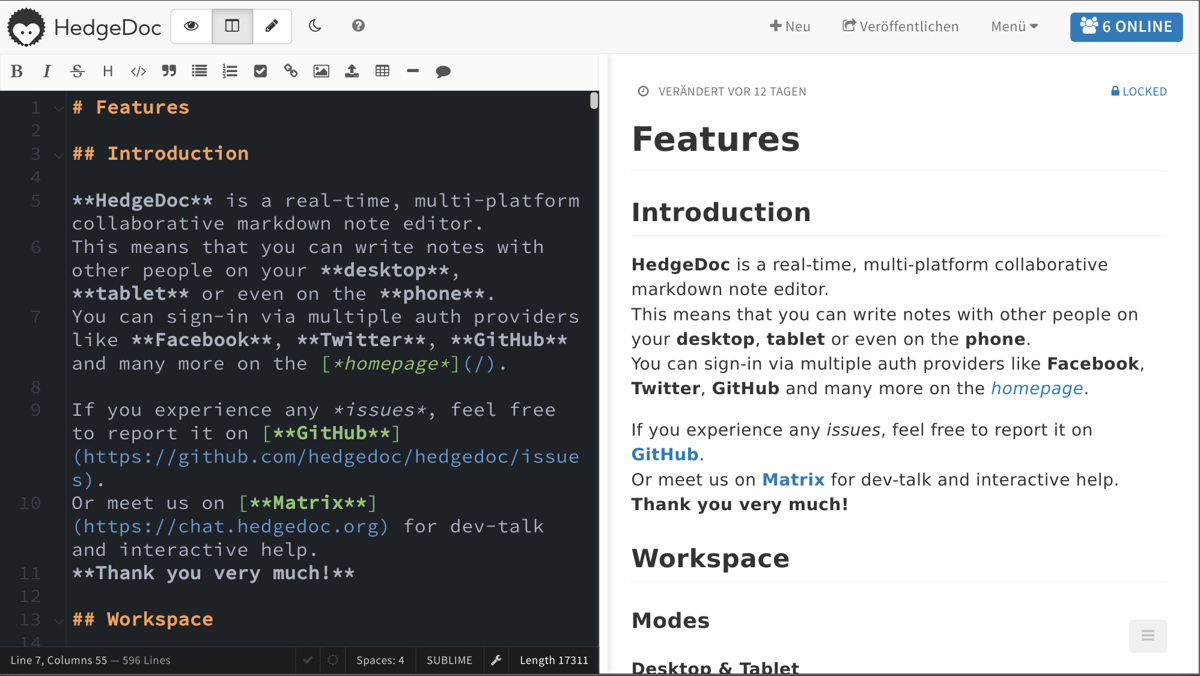 HedgeDoc
+ Neu
Veröffentlichen
Menü
6 ONLINE
B I S H </>
1 # Features
2
3 ## Introduction
4
5 **HedgeDoc** is a real-time, multi-platform
collaborative markdown note editor.
6 This means that you can write notes with
other people on your **desktop**,
**tablet** or even on the **phone**.
7 You can sign-in via multiple auth providers
like **Facebook**, **Twitter**, **GitHub**
and many more on the [*homepage*](/).
8
9 If you experience any *issues*, feel free
to report it on [**GitHub**]
(https://github.com/hedgedoc/hedgedoc/issue
s).
10 Or meet us on [**Matrix**]
(https://chat.hedgedoc.org) for dev-talk
and interactive help.
11 **Thank you very much!**
12
13 ## Workspace
14
Line 7, Columns 55 — 596 Lines
Spaces: 4
SUBLIME
Length 17311
VERÄNDERT VOR 12 TAGEN
LOCKED
Features
Introduction
HedgeDoc is a real-time, multi-platform collaborative
markdown note editor.
This means that you can write notes with other people on
your desktop, tablet or even on the phone.
You can sign-in via multiple auth providers like Facebook,
Twitter, GitHub and many more on the homepage.
If you experience any issues, feel free to report it on
GitHub.
Or meet us on Matrix for dev-talk and interactive help.
Thank you very much!
Workspace
Modes
Desktop & Tablet